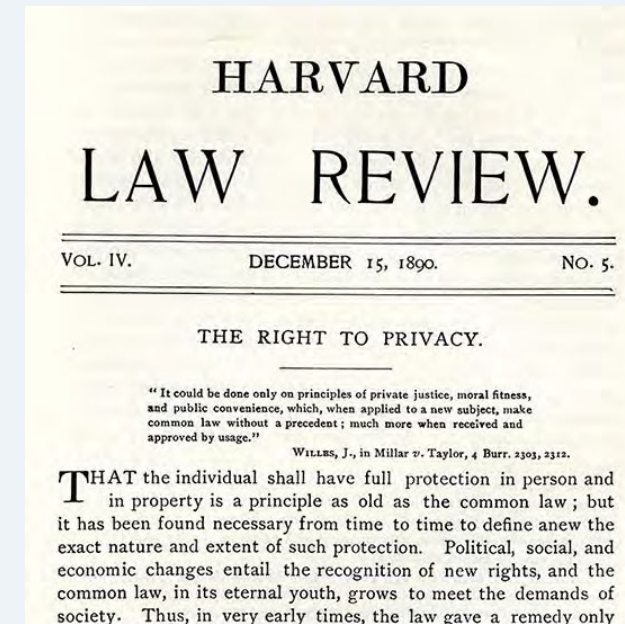 HARVARD
LAW REVIEW.
VOL. IV. DECEMBER 15, 1890. NO. 5.
THE RIGHT TO PRIVACY.
“ It could be done only on principles of private justice, moral fitness,
and public convenience, which, when applied to a new subject, make
common law without a precedent ; much more when received and
approved by usage.”
WILLES, J., in Millar v. Taylor, 4 Burr. 2303, 2312.
THAT the individual shall have full protection in person and
in property is a principle as old as the common law ; but
it has been found necessary from time to time to define anew the
exact nature and extent of such protection. Political, social, and
economic changes entail the recognition of new rights, and the
common law, in its eternal youth, grows to meet the demands of
society. Thus, in very early times, the law gave a remedy only